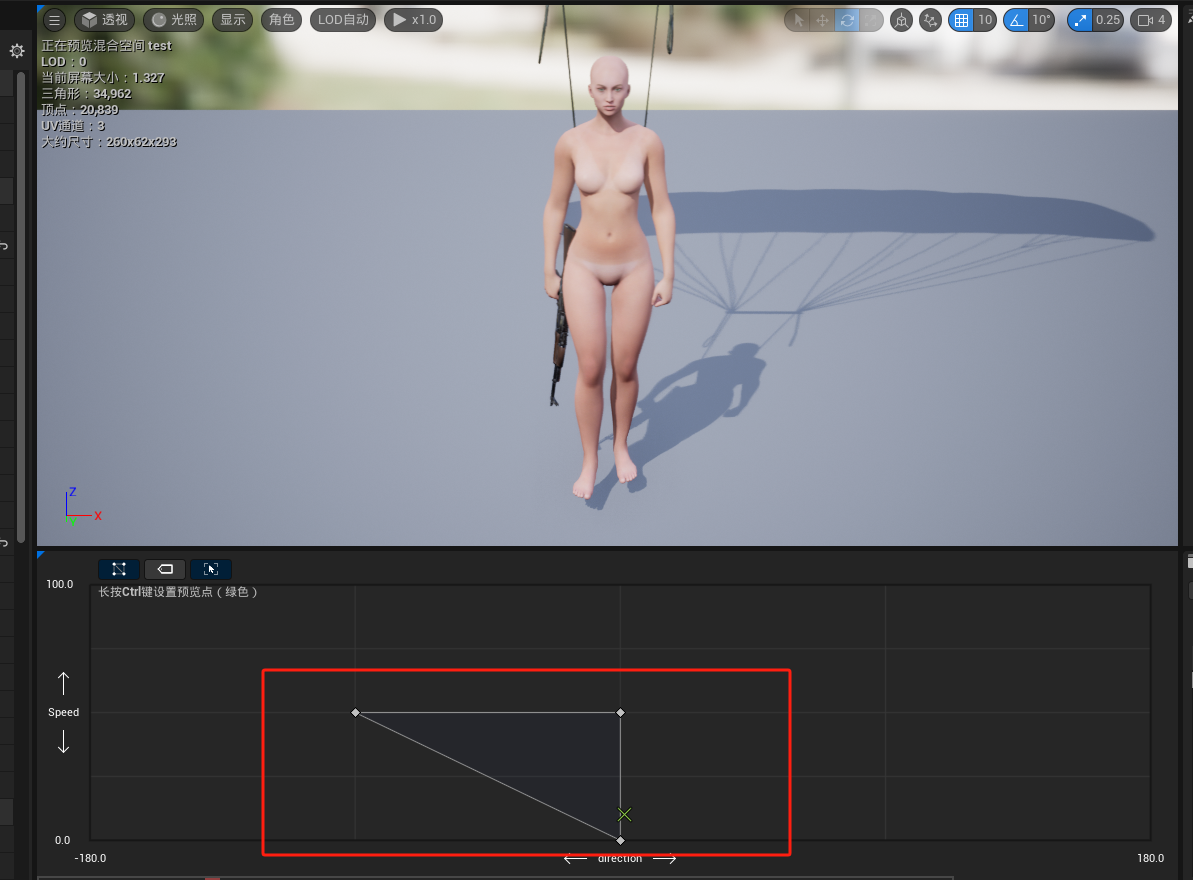 透视 光照 显示 角色 LOD自动 x1.0 10 10° 0.25 4
正在预览混合空间 test
LOD：0
当前屏幕大小：1.327
三角形：34,962
顶点：20,839
UV通道：3
大约尺寸：260x62x293
Z
X
Y
100.0
长按Ctrl键设置预览点（绿色）
Speed
0.0
-180.0 direction 180.0